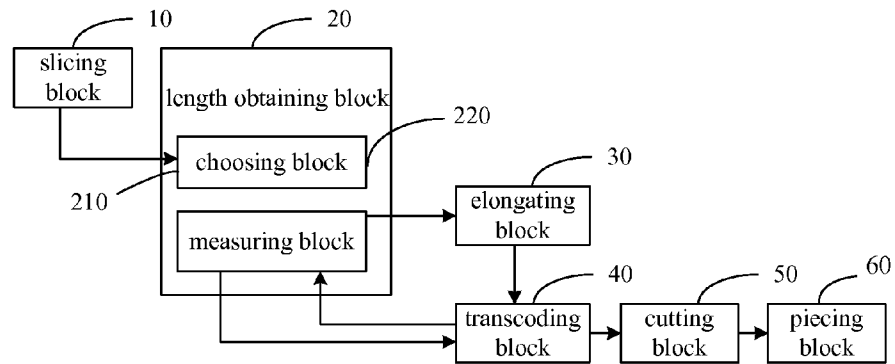 10
20
slicing
block
length obtaining block
220
choosing block
210
30
elongating
block
measuring block
40
50
60
transcoding
block
cutting
block
piecing
block